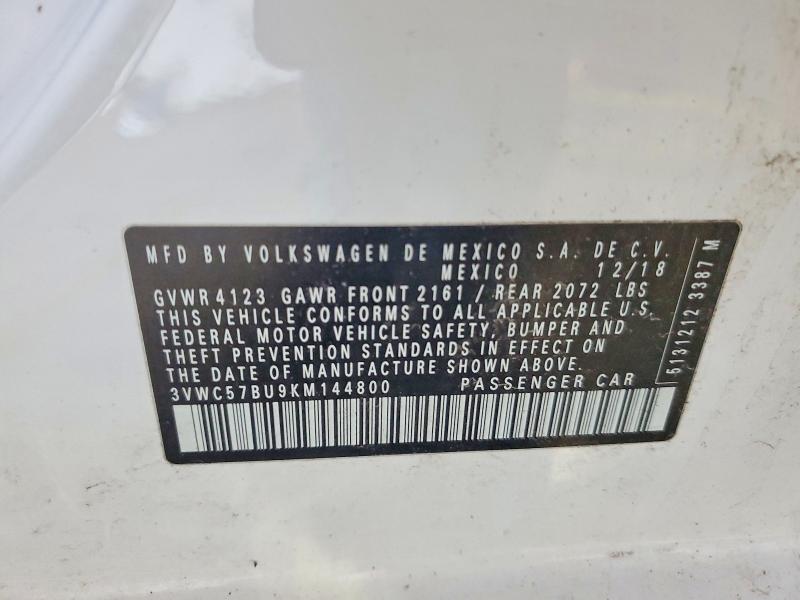 MFD BY VOLKSWAGEN DE MEXICO S.A. DE C.V.
MEXICO 12/18
GVWR 4123 GAWR FRONT 2161 / REAR 2072 LBS
THIS VEHICLE CONFORMS TO ALL APPLICABLE U.S.
FEDERAL MOTOR VEHICLE SAFETY, BUMPER AND
THEFT PREVENTION STANDARDS IN EFFECT ON
THE DATE OF MANUFACTURE SHOWN ABOVE.
3VWC57BU9KM144800 PASSENGER CAR
5131212 3387 M